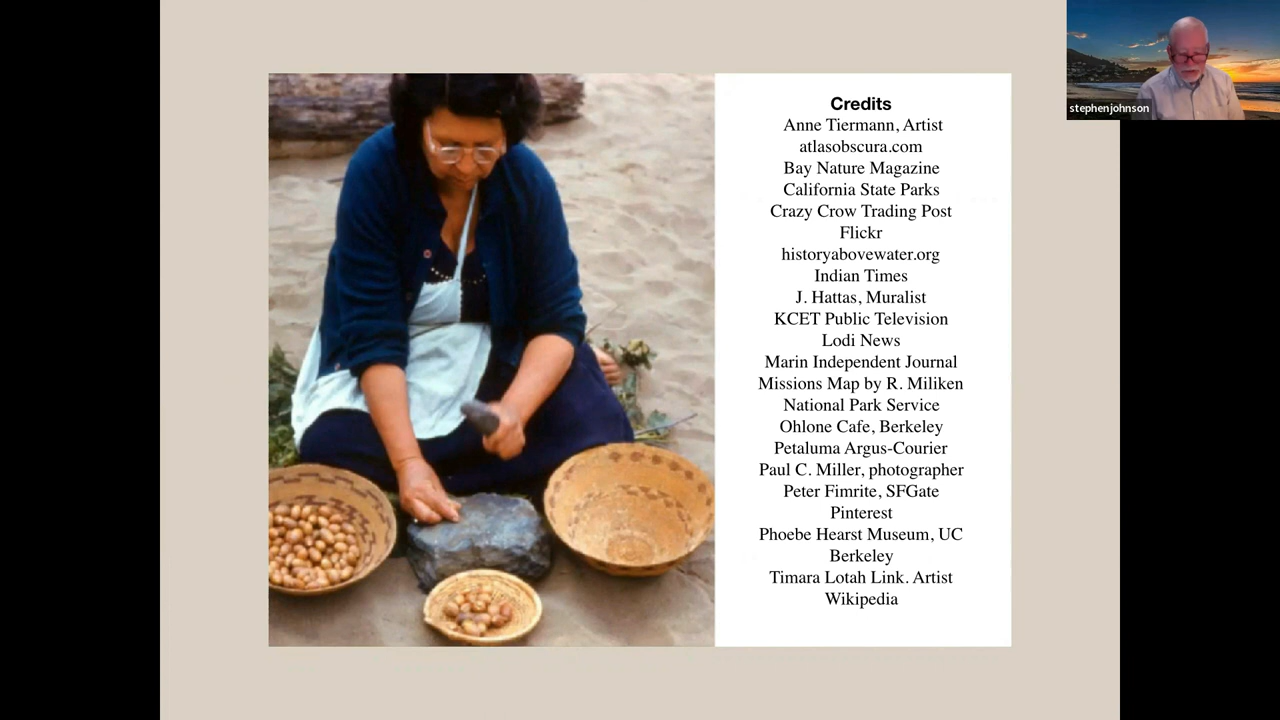 stephenjohnson
Credits
Anne Tiermann, Artist
atlasobscura.com
Bay Nature Magazine
California State Parks
Crazy Crow Trading Post
Flickr
historyabovewater.org
Indian Times
J. Hattas, Muralist
KCET Public Television
Lodi News
Marin Independent Journal
Missions Map by R. Miliken
National Park Service
Ohlone Cafe, Berkeley
Petaluma Argus-Courier
Paul C. Miller, photographer
Peter Fimrite, SFGate
Pinterest
Phoebe Hearst Museum, UC
Berkeley
Timara Lotah Link. Artist
Wikipedia